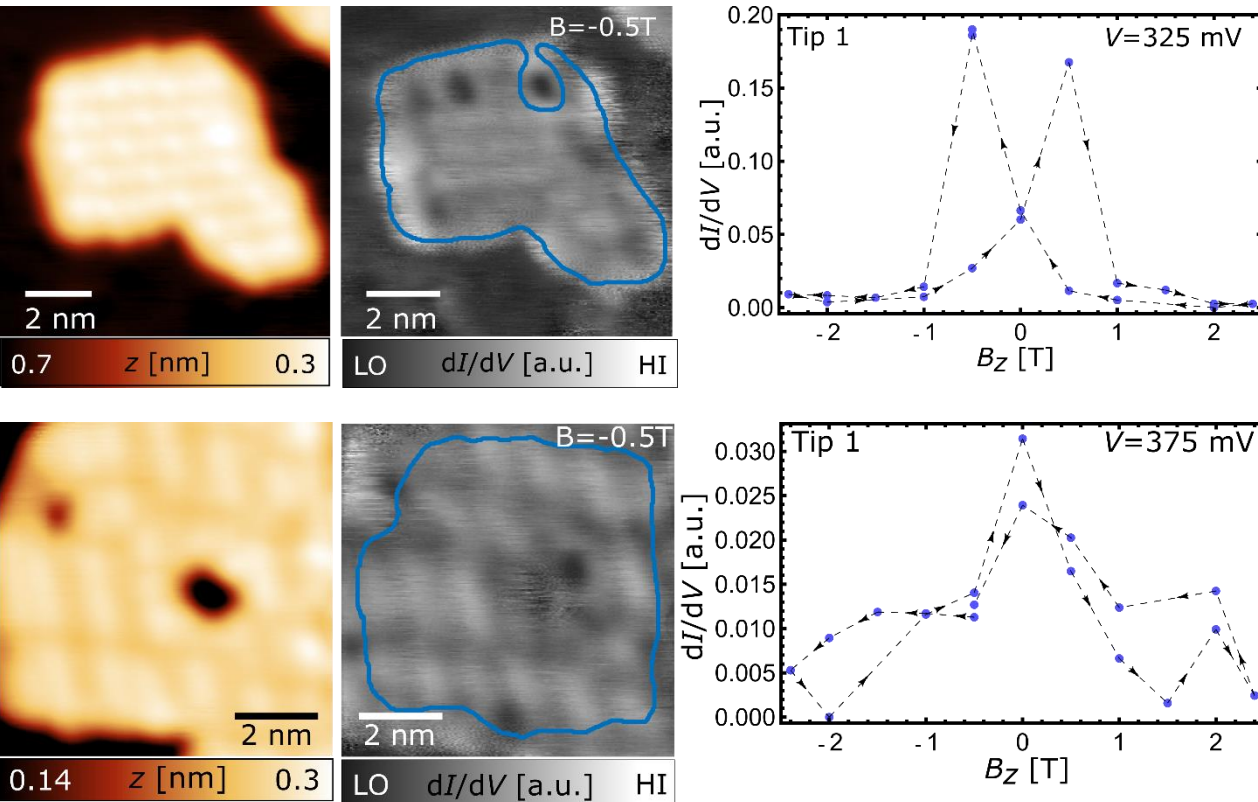 2 nm
0.7 z [nm] 0.3
B=-0.5T
2 nm
LO dI/dV [a.u.] HI
Tip 1 V=325 mV
dI/dV [a.u.]
0.20
0.15
0.10
0.05
0.00
-2 -1 0 1 2
BZ [T]
2 nm
0.14 z [nm] 0.3
B=-0.5T
2 nm
LO dI/dV [a.u.] HI
Tip 1 V=375 mV
dI/dV [a.u.]
0.030
0.025
0.020
0.015
0.010
0.005
0.000
-2 -1 0 1 2
BZ [T]